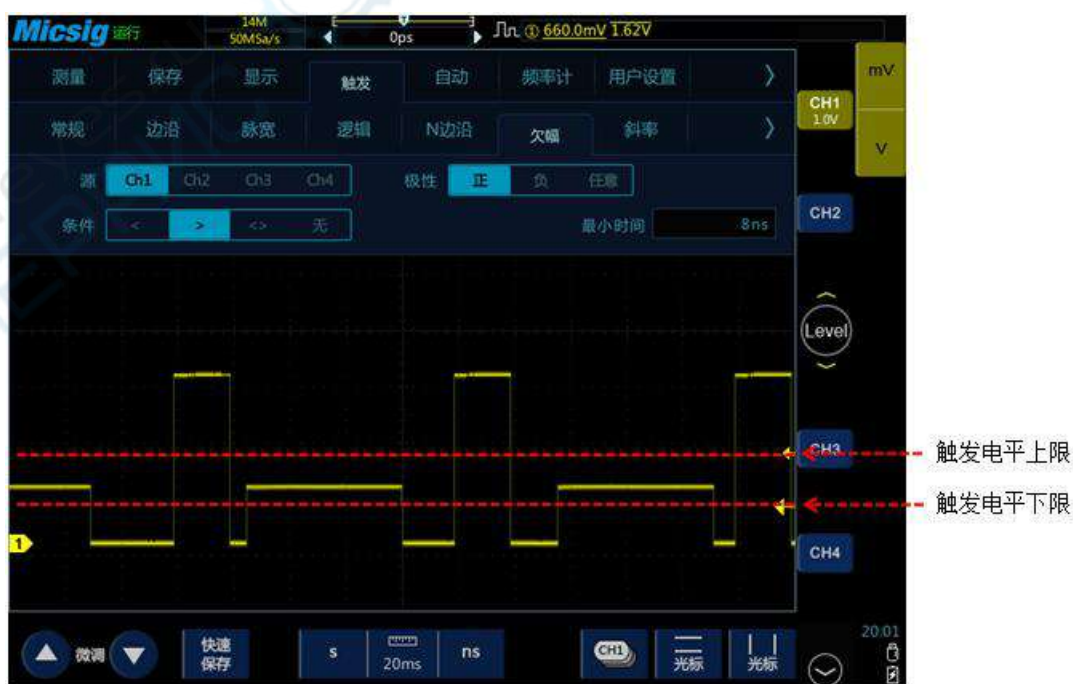 Micsig 运行 14M 50MSa/s T 0ps ① 660.0mV 1.62V
测量 保存 显示 触发 自动 频率计 用户设置
常规 边沿 脉宽 逻辑 N边沿 欠幅 斜率
源 Ch1 Ch2 Ch3 Ch4 极性 正 负 任意
条件 < > <> 无 最小时间 8ns
mV
CH1
1.0V
V
CH2
Level
CH3 触发电平上限
触发电平下限
1
CH4
微调 快速保存 s 20ms ns CH1 光标 光标
20:01